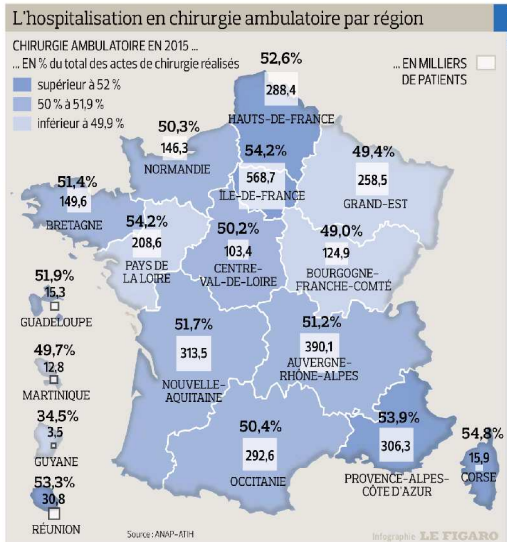 L'hospitalisation en chirurgie ambulatoire par région
CHIRURGIE AMBULATOIRE EN 2015 ...
... EN % du total des actes de chirurgie réalisés
supérieur à 52 %
50 % à 51,9 %
inférieur à 49,9 %
... EN MILLIERS
DE PATIENTS
52,6%
288,4
HAUTS-DE-FRANCE
50,3%
146,3
NORMANDIE
54,2%
568,7
ILE-DE-FRANCE
49,4%
258,5
GRAND-EST
51,4%
149,6
BRETAGNE
54,2%
208,6
PAYS DE
LA LOIRE
50,2%
103,4
CENTRE-
VAL-DE-LOIRE
49,0%
124,9
BOURGOGNE-
FRANCHE-COMTÉ
51,9%
15,3
GUADELOUPE
49,7%
12,8
MARTINIQUE
34,5%
3,5
GUYANE
53,3%
30,8
RÉUNION
51,7%
313,5
NOUVELLE-
AQUITAINE
51,2%
390,1
AUVERGNE-
RHÔNE-ALPES
50,4%
292,6
OCCITANIE
53,9%
306,3
PROVENCE-ALPES-
CÔTE D'AZUR
54,8%
15,9
CORSE
Source : ANAP-ATIH
Infographie LE FIGARO